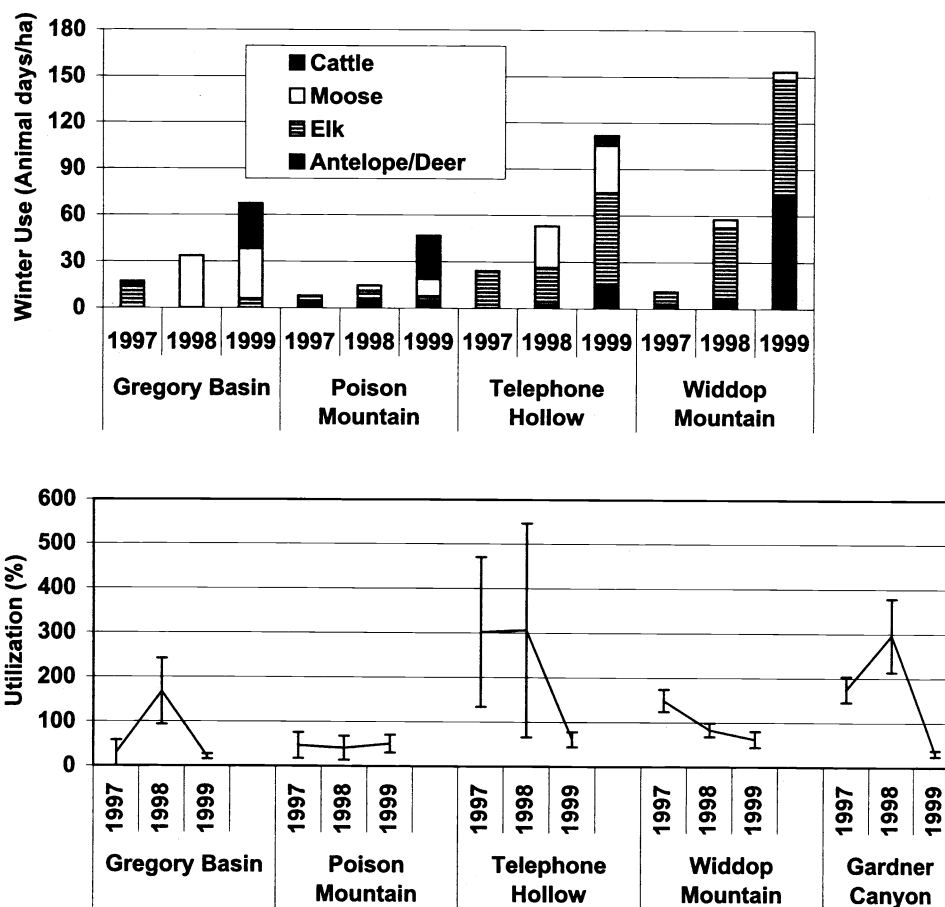 180
150
120
90
60
30
0
Winter Use (Animal days/ha)
Cattle
Moose
Elk
Antelope/Deer
1997 1998 1999 1997 1998 1999 1997 1998 1999 1997 1998 1999
Gregory Basin Poison Telephone Widdop
Mountain Hollow Mountain
600
500
400
300
200
100
0
Utilization (%)
1997 1998 1999 1997 1998 1999 1997 1998 1999 1997 1998 1999 1997 1998 1999
Gregory Basin Poison Telephone Widdop Gardner
Mountain Hollow Mountain Canyon